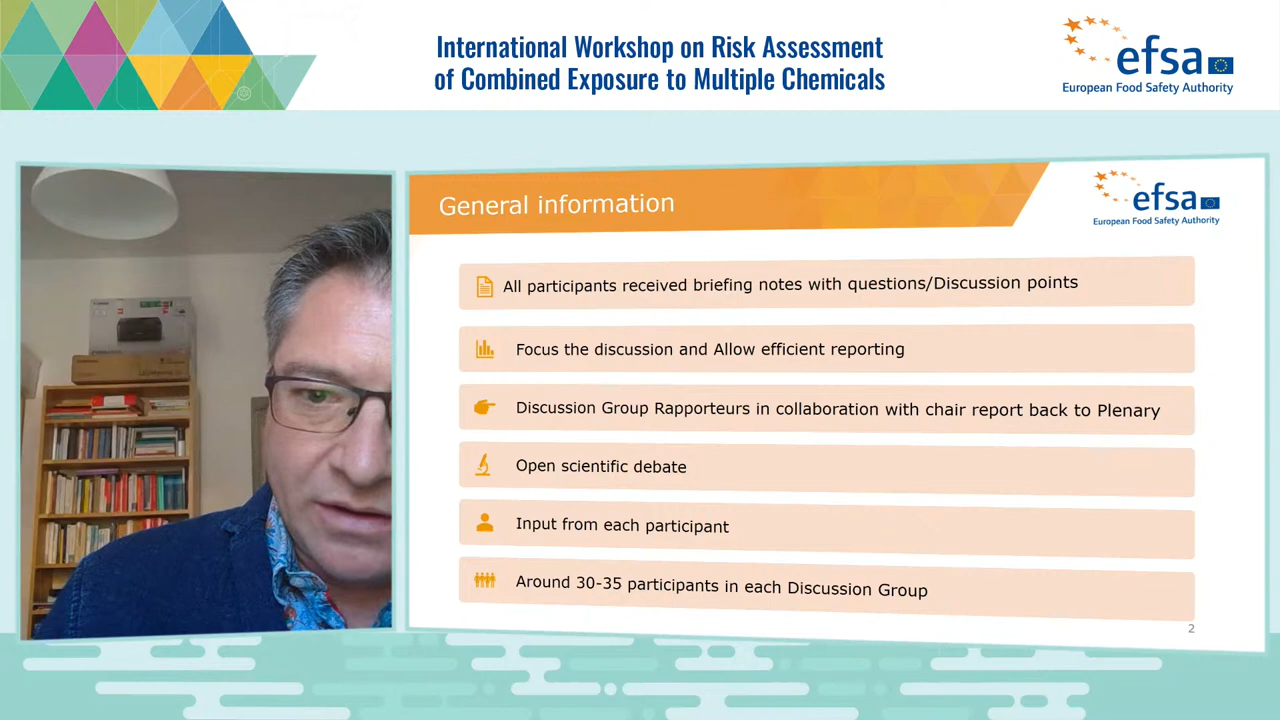 International Workshop on Risk Assessment
of Combined Exposure to Multiple Chemicals
efsa
European Food Safety Authority
General information
efsa
European Food Safety Authority
All participants received briefing notes with questions/Discussion points
Focus the discussion and Allow efficient reporting
Discussion Group Rapporteurs in collaboration with chair report back to Plenary
Open scientific debate
Input from each participant
Around 30-35 participants in each Discussion Group
2